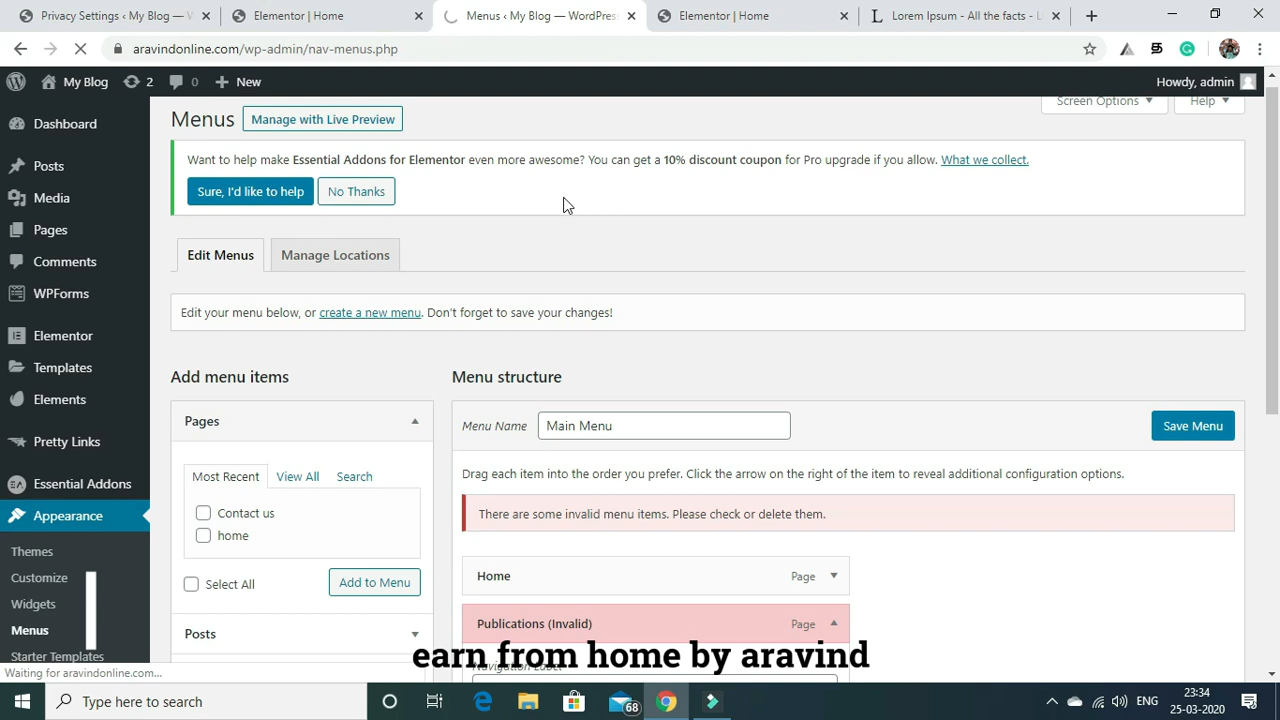 Privacy Settings ‹ My Blog — W
Elementor | Home
Menus ‹ My Blog — WordPres
Elementor | Home
Lorem Ipsum - All the facts - L
aravindonline.com/wp-admin/nav-menus.php
My Blog
2
0
New
Howdy, admin
Dashboard
Posts
Media
Pages
Comments
WPForms
Elementor
Templates
Elements
Pretty Links
Essential Addons
Appearance
Themes
Customize
Widgets
Menus
Starter Templates
Menus
Manage with Live Preview
Screen Options
Help
Want to help make Essential Addons for Elementor even more awesome? You can get a 10% discount coupon for Pro upgrade if you allow. What we collect.
Sure, I'd like to help
No Thanks
Edit Menus
Manage Locations
Edit your menu below, or create a new menu. Don't forget to save your changes!
Add menu items
Pages
Most Recent
View All
Search
Contact us
home
Select All
Add to Menu
Posts
Menu structure
Menu Name
Main Menu
Save Menu
Drag each item into the order you prefer. Click the arrow on the right of the item to reveal additional configuration options.
There are some invalid menu items. Please check or delete them.
Home
Page
Publications (Invalid)
Page
Navigation Label
earn from home by aravind
Waiting for aravindonline.com...
Type here to search
68
ENG
23:34
25-03-2020